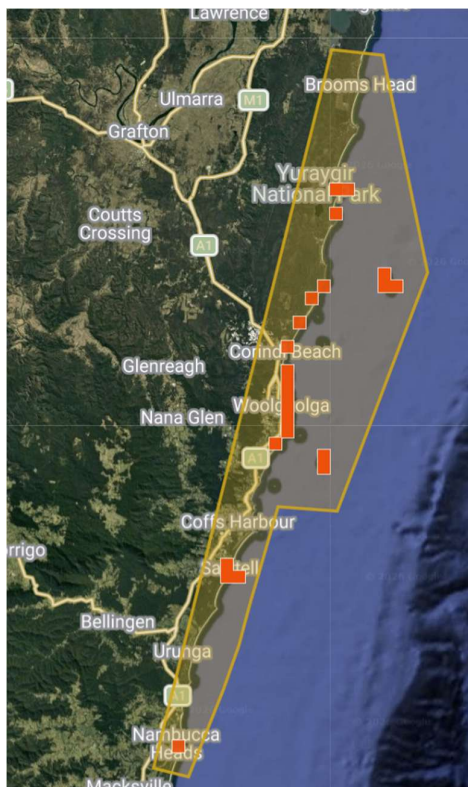 Lawrence
Brooms Head
Ulmarra
M1
Grafton
Yuraygir
National Park
Coutts
Crossing
A1
Corindi Beach
Glenreagh
Woolgoolga
Nana Glen
A1
Coffs Harbour
Sawtell
orrigo
Bellingen
Urunga
A1
Nambucca
Heads
Macksville